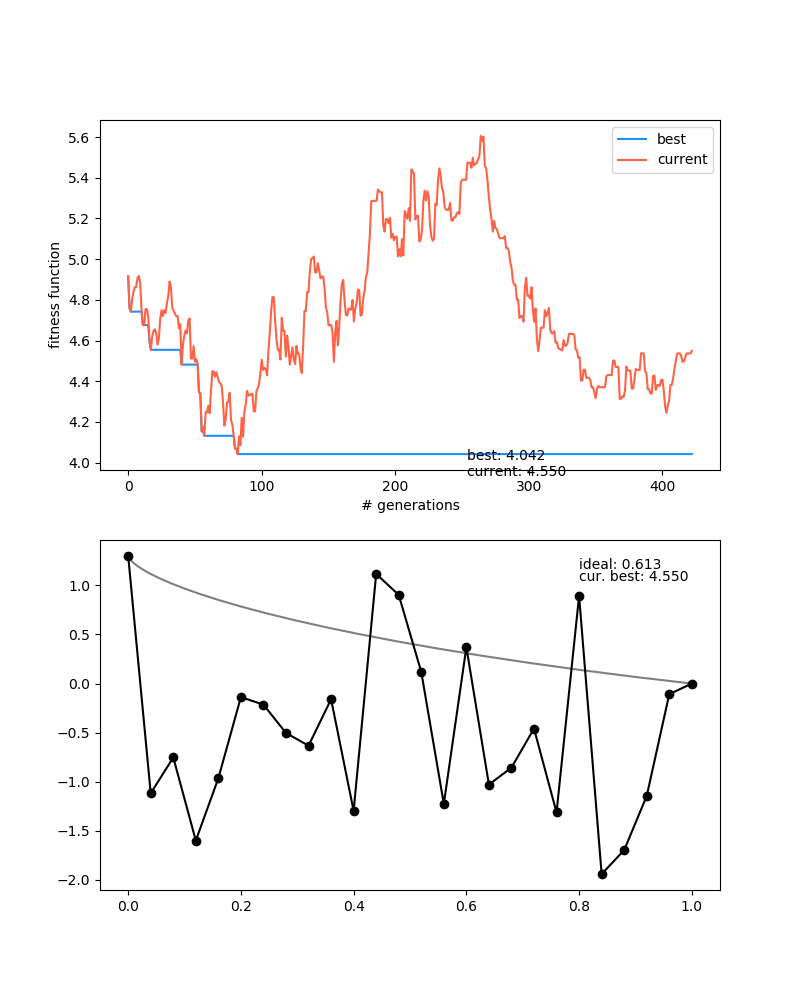 5.6
5.4
5.2
5.0
4.8
4.6
4.4
4.2
4.0
fitness function
best
current
best: 4.042
current: 4.550
0 100 200 300 400
# generations
ideal: 0.613
cur. best: 4.550
1.0
0.5
0.0
−0.5
−1.0
−1.5
−2.0
0.0 0.2 0.4 0.6 0.8 1.0